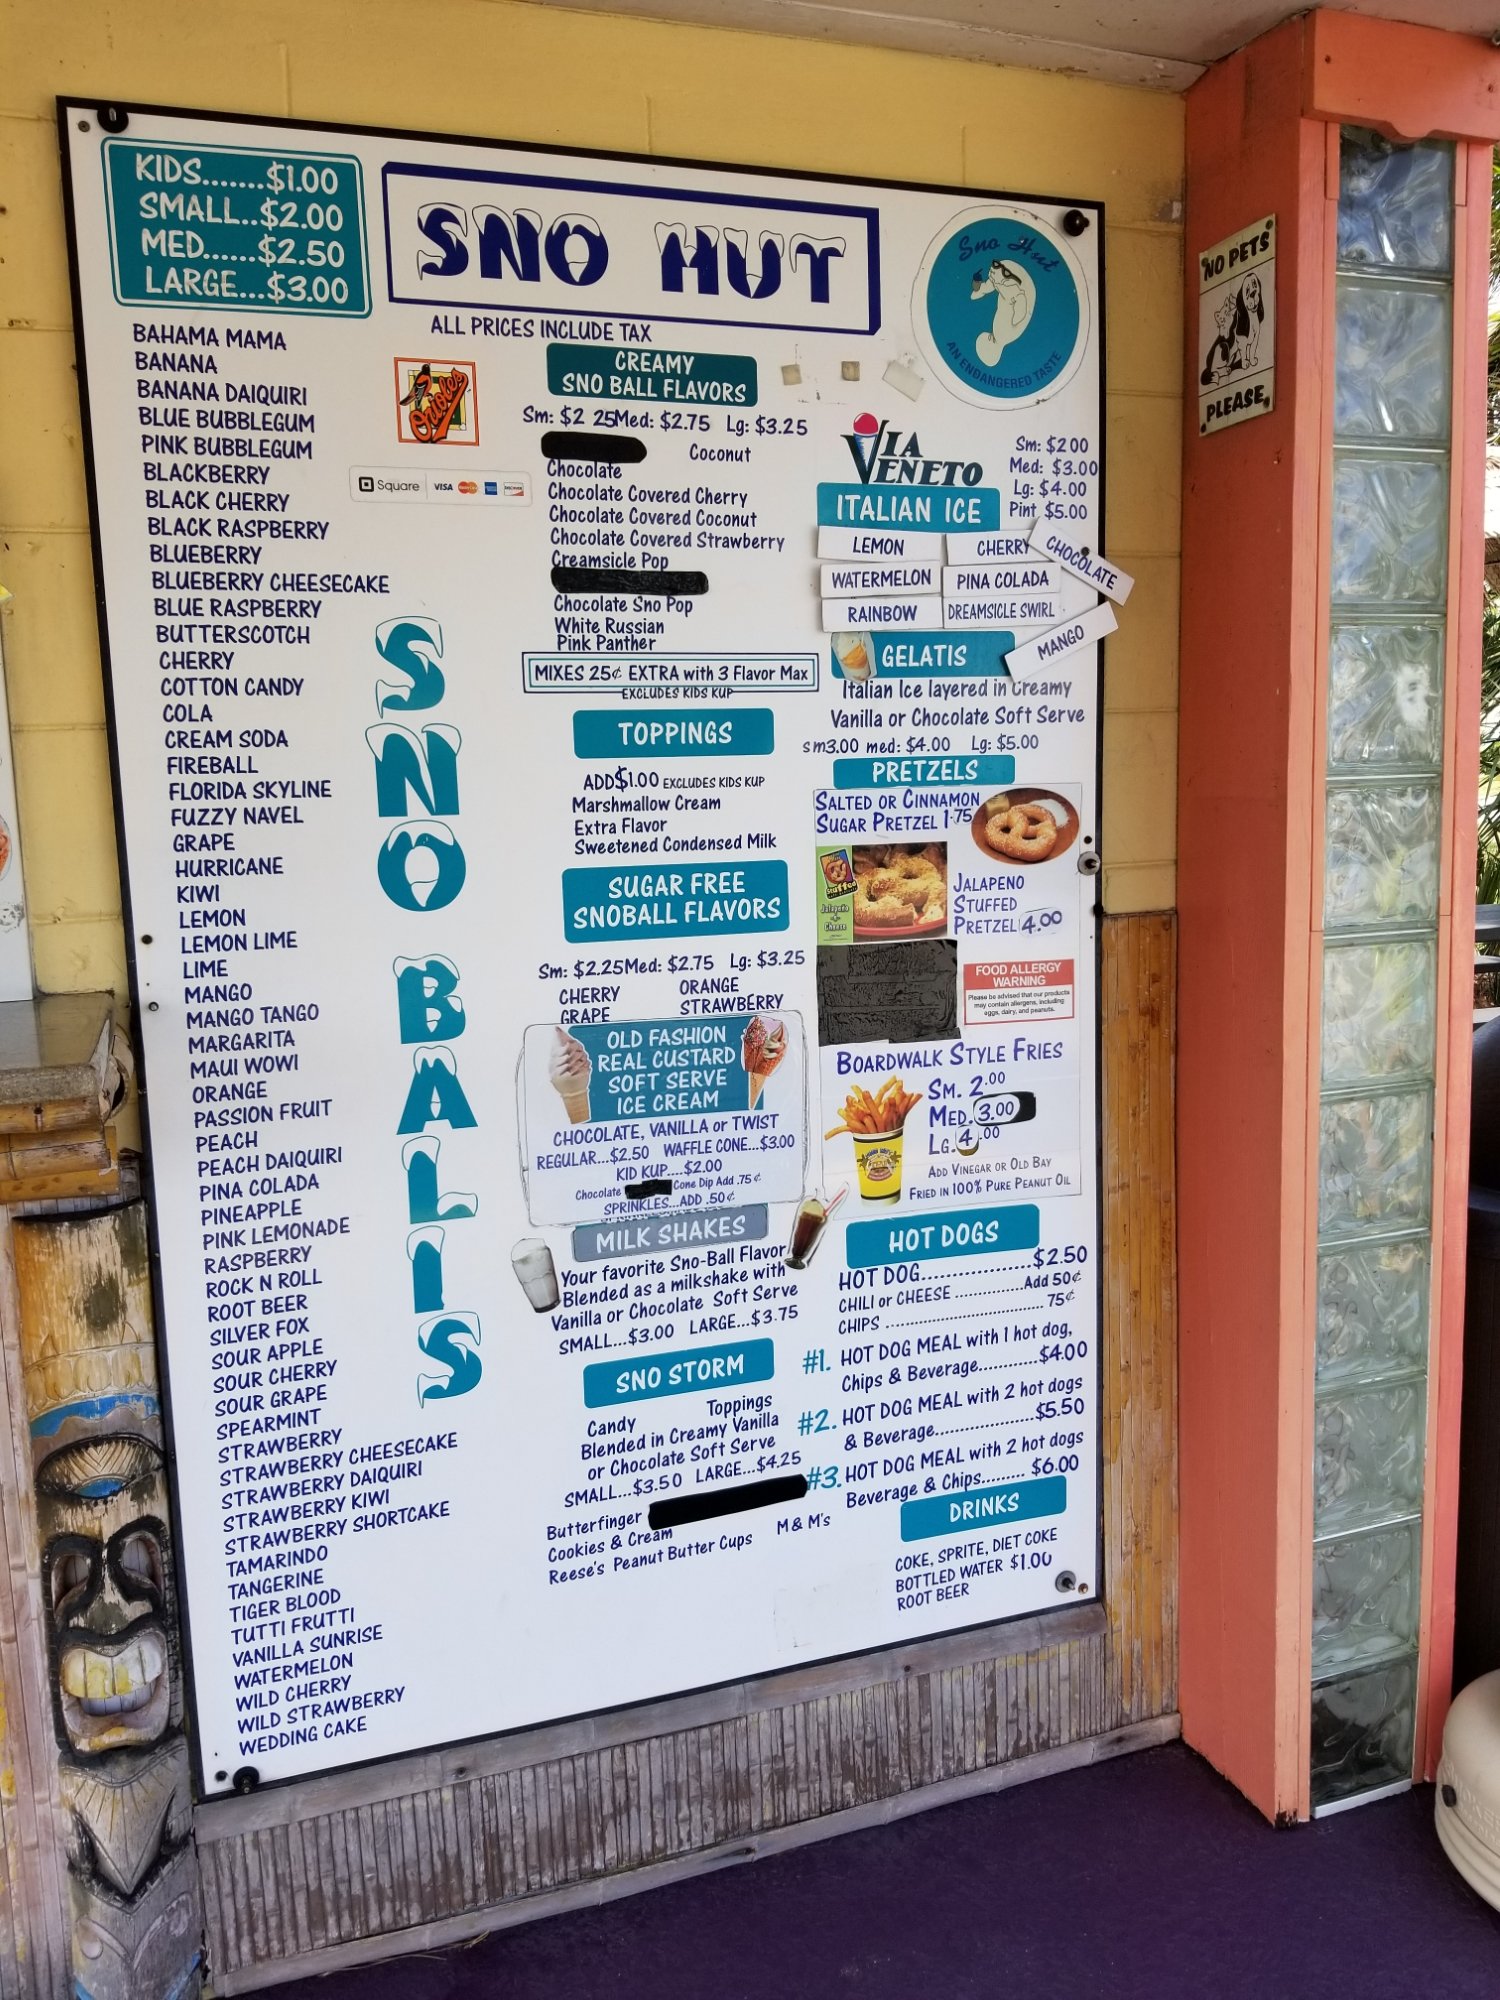 KIDS........$1.00
SMALL..$2.00
MED......$2.50
LARGE...$3.00
SNO HUT
ALL PRICES INCLUDE TAX
Sno Hut
AN ENDANGERED TASTE
NO PETS
PLEASE
BAHAMA MAMA
BANANA
BANANA DAIQUIRI
BLUE BUBBLEGUM
PINK BUBBLEGUM
BLACKBERRY
BLACK CHERRY
BLACK RASPBERRY
BLUEBERRY
BLUEBERRY CHEESECAKE
BLUE RASPBERRY
BUTTERSCOTCH
CHERRY
COTTON CANDY
COLA
CREAM SODA
FIREBALL
FLORIDA SKYLINE
FUZZY NAVEL
GRAPE
HURRICANE
KIWI
LEMON
LEMON LIME
LIME
MANGO
MANGO TANGO
MARGARITA
MAUI WOWI
ORANGE
PASSION FRUIT
PEACH
PEACH DAIQUIRI
PINA COLADA
PINEAPPLE
PINK LEMONADE
RASPBERRY
ROCK N ROLL
ROOT BEER
SILVER FOX
SOUR APPLE
SOUR CHERRY
SOUR GRAPE
SPEARMINT
STRAWBERRY
STRAWBERRY CHEESECAKE
STRAWBERRY DAIQUIRI
STRAWBERRY KIWI
STRAWBERRY SHORTCAKE
TAMARINDO
TANGERINE
TIGER BLOOD
TUTTI FRUTTI
VANILLA SUNRISE
WATERMELON
WILD CHERRY
WILD STRAWBERRY
WEDDING CAKE
Orioles
Square VISA DISCOVER
SNO BALLS
CREAMY
SNO BALL FLAVORS
Sm: $2 25Med: $2.75 Lg: $3.25
Coconut
Chocolate
Chocolate Covered Cherry
Chocolate Covered Coconut
Chocolate Covered Strawberry
Creamsicle Pop
Chocolate Sno Pop
White Russian
Pink Panther
MIXES 25¢ EXTRA with 3 Flavor Max
EXCLUDES KIDS KUP
TOPPINGS
ADD$1.00 EXCLUDES KIDS KUP
Marshmallow Cream
Extra Flavor
Sweetened Condensed Milk
SUGAR FREE
SNOBALL FLAVORS
Sm: $2.25Med: $2.75 Lg: $3.25
CHERRY ORANGE
GRAPE STRAWBERRY
OLD FASHION
REAL CUSTARD
SOFT SERVE
ICE CREAM
CHOCOLATE, VANILLA or TWIST
REGULAR...$2.50 WAFFLE CONE...$3.00
KID KUP....$2.00
Chocolate Cone Dip Add .75¢
SPRINKLES...ADD .50¢
MILK SHAKES
Your favorite Sno-Ball Flavor
Blended as a milkshake with
Vanilla or Chocolate Soft Serve
SMALL...$3.00 LARGE...$3.75
SNO STORM
Candy Toppings
Blended in Creamy Vanilla
or Chocolate Soft Serve
SMALL...$3.50 LARGE...$4.25
Butterfinger
Cookies & Cream M & M's
Reese's Peanut Butter Cups
VIA
VENETO
ITALIAN ICE
Sm: $2 00
Med: $3.00
Lg: $4.00
Pint $5.00
LEMON CHERRY CHOCOLATE
WATERMELON PINA COLADA
RAINBOW DREAMSICLE SWIRL
MANGO
GELATIS
Italian Ice layered in Creamy
Vanilla or Chocolate Soft Serve
sm3.00 med: $4.00 Lg: $5.00
PRETZELS
SALTED OR CINNAMON
SUGAR PRETZEL 1.75
Stuffed
Jalapeño
Cheese
JALAPENO
STUFFED
PRETZEL 4.00
FOOD ALLERGY
WARNING
Please be advised that our products
may contain allergens, including
eggs, dairy, and peanuts.
BOARDWALK STYLE FRIES
SM. 2.00
MED. 3.00
LG. 4.00
ADD VINEGAR OR OLD BAY
FRIED IN 100% PURE PEANUT OIL
HOT DOGS
HOT DOG..................$2.50
CHILI or CHEESE ..............Add 50¢
CHIPS ................................ 75¢
#1. HOT DOG MEAL with 1 hot dog,
Chips & Beverage............$4.00
#2. HOT DOG MEAL with 2 hot dogs
& Beverage..................$5.50
#3. HOT DOG MEAL with 2 hot dogs
Beverage & Chips......... $6.00
DRINKS
COKE, SPRITE, DIET COKE
BOTTLED WATER $1.00
ROOT BEER